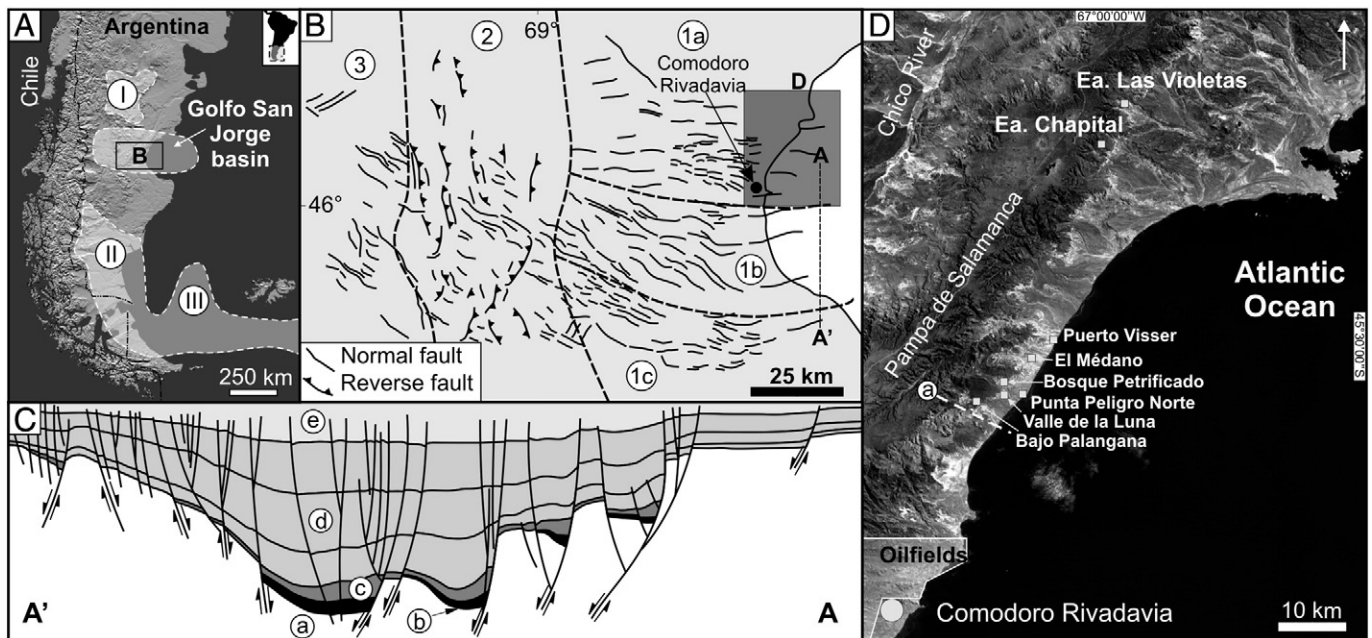 A
Argentina
Chile
I
Golfo San
Jorge
basin
B
II
III
250 km
B
69°
3
2
1a
Comodoro
Rivadavia
D
A
46°
1b
A'
1c
Normal fault
Reverse fault
25 km
C
e
d
c
a
b
A'
A
D
67°00'00"W
Chico River
Ea. Las Violetas
Ea. Chapital
Pampa de Salamanca
Atlantic
Ocean
45°30'00"S
Puerto Visser
El Médano
Bosque Petrificado
Punta Peligro Norte
Valle de la Luna
Bajo Palangana
a
Oilfields
Comodoro Rivadavia
10 km